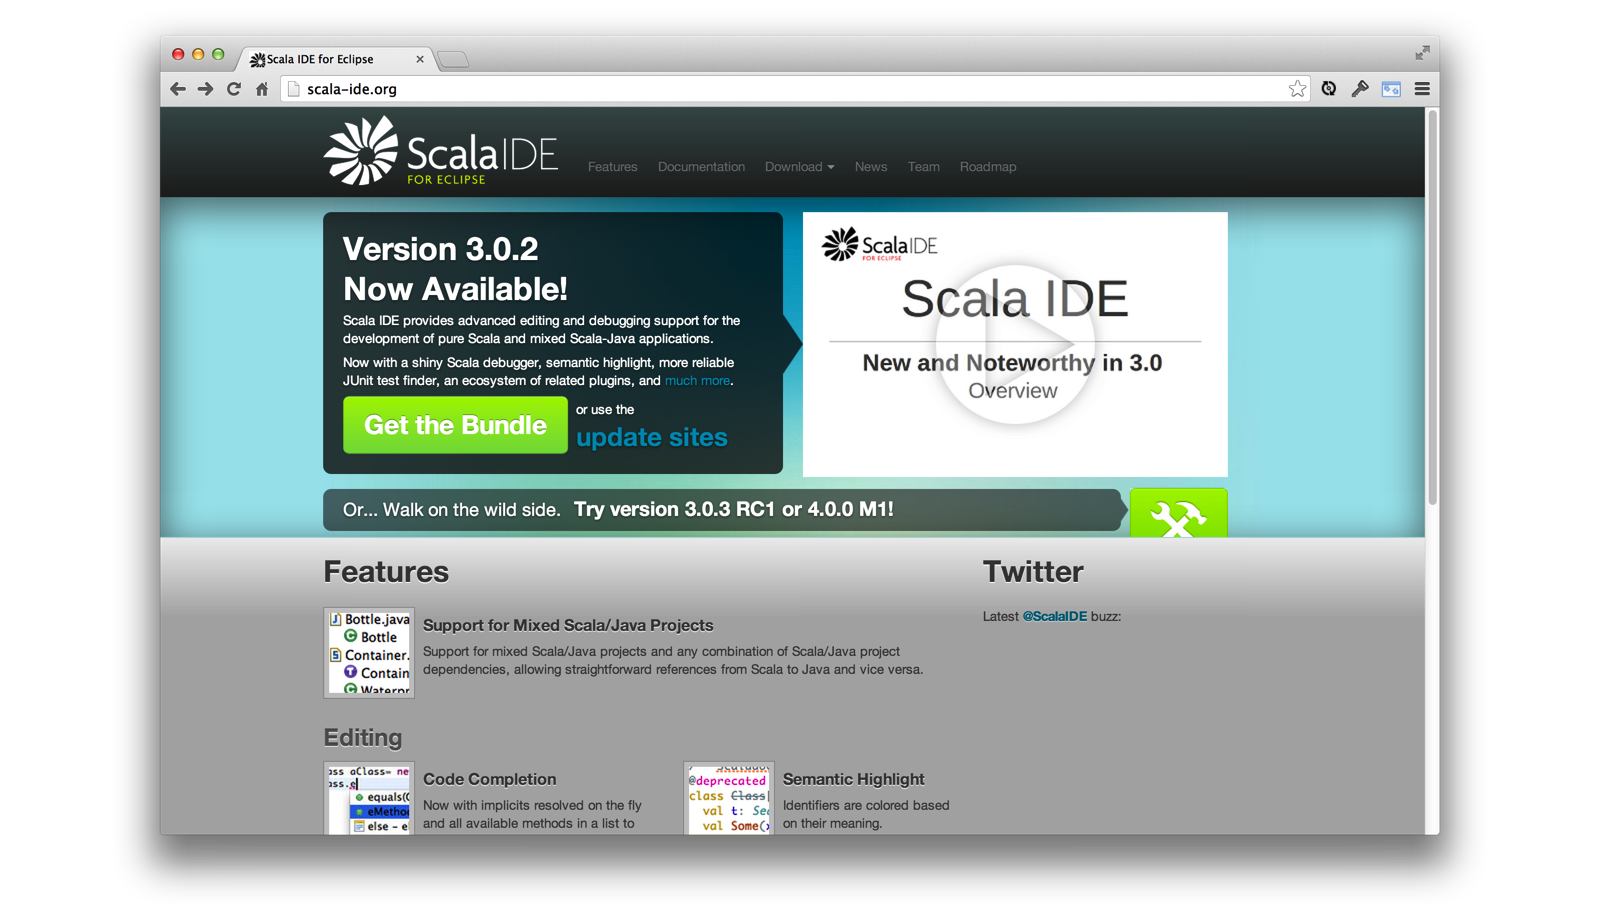 Scala IDE for Eclipse
scala-ide.org
ScalaIDE
FOR ECLIPSE
Features Documentation Download News Team Roadmap
Version 3.0.2
Now Available!
Scala IDE provides advanced editing and debugging support for the
development of pure Scala and mixed Scala-Java applications.
Now with a shiny Scala debugger, semantic highlight, more reliable
JUnit test finder, an ecosystem of related plugins, and much more.
Get the Bundle
or use the
update sites
ScalaIDE
FOR ECLIPSE
Scala IDE
New and Noteworthy in 3.0
Overview
Or... Walk on the wild side. Try version 3.0.3 RC1 or 4.0.0 M1!
Features
Bottle.java
Bottle
Container.
Contain
Support for Mixed Scala/Java Projects
Support for mixed Scala/Java projects and any combination of Scala/Java project
dependencies, allowing straightforward references from Scala to Java and vice versa.
Twitter
Latest @ScalaIDE buzz:
Editing
ass aClass= ne
ass.e
equals(
eMetho
else - e
Code Completion
Now with implicits resolved on the fly
and all available methods in a list to
@deprecated
class Class
val t: Se
val Some(
Semantic Highlight
Identifiers are colored based
on their meaning.